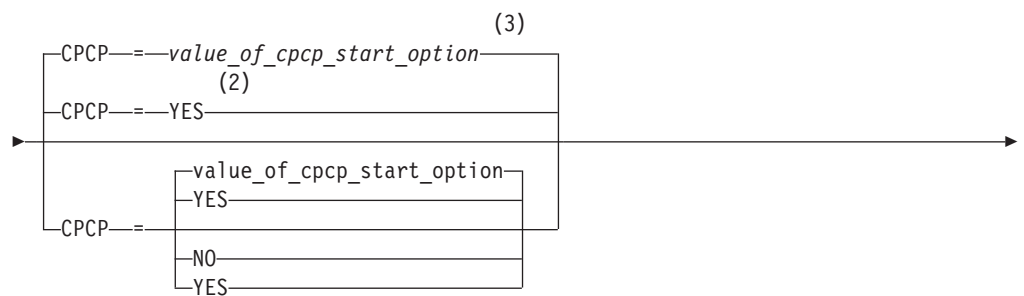 (3)
CPCP = value_of_cpcp_start_option
(2)
CPCP = YES
value_of_cpcp_start_option
YES
CPCP =
NO
YES